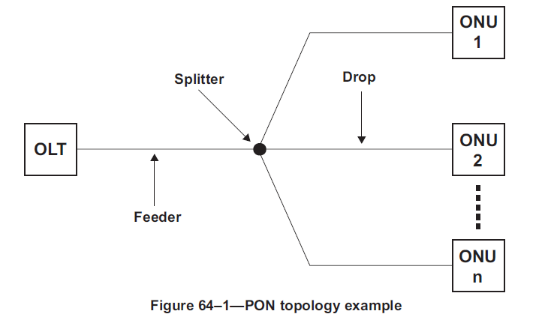 ONU
1
Splitter
Drop
OLT
ONU
2
Feeder
ONU
n
Figure 64–1—PON topology example